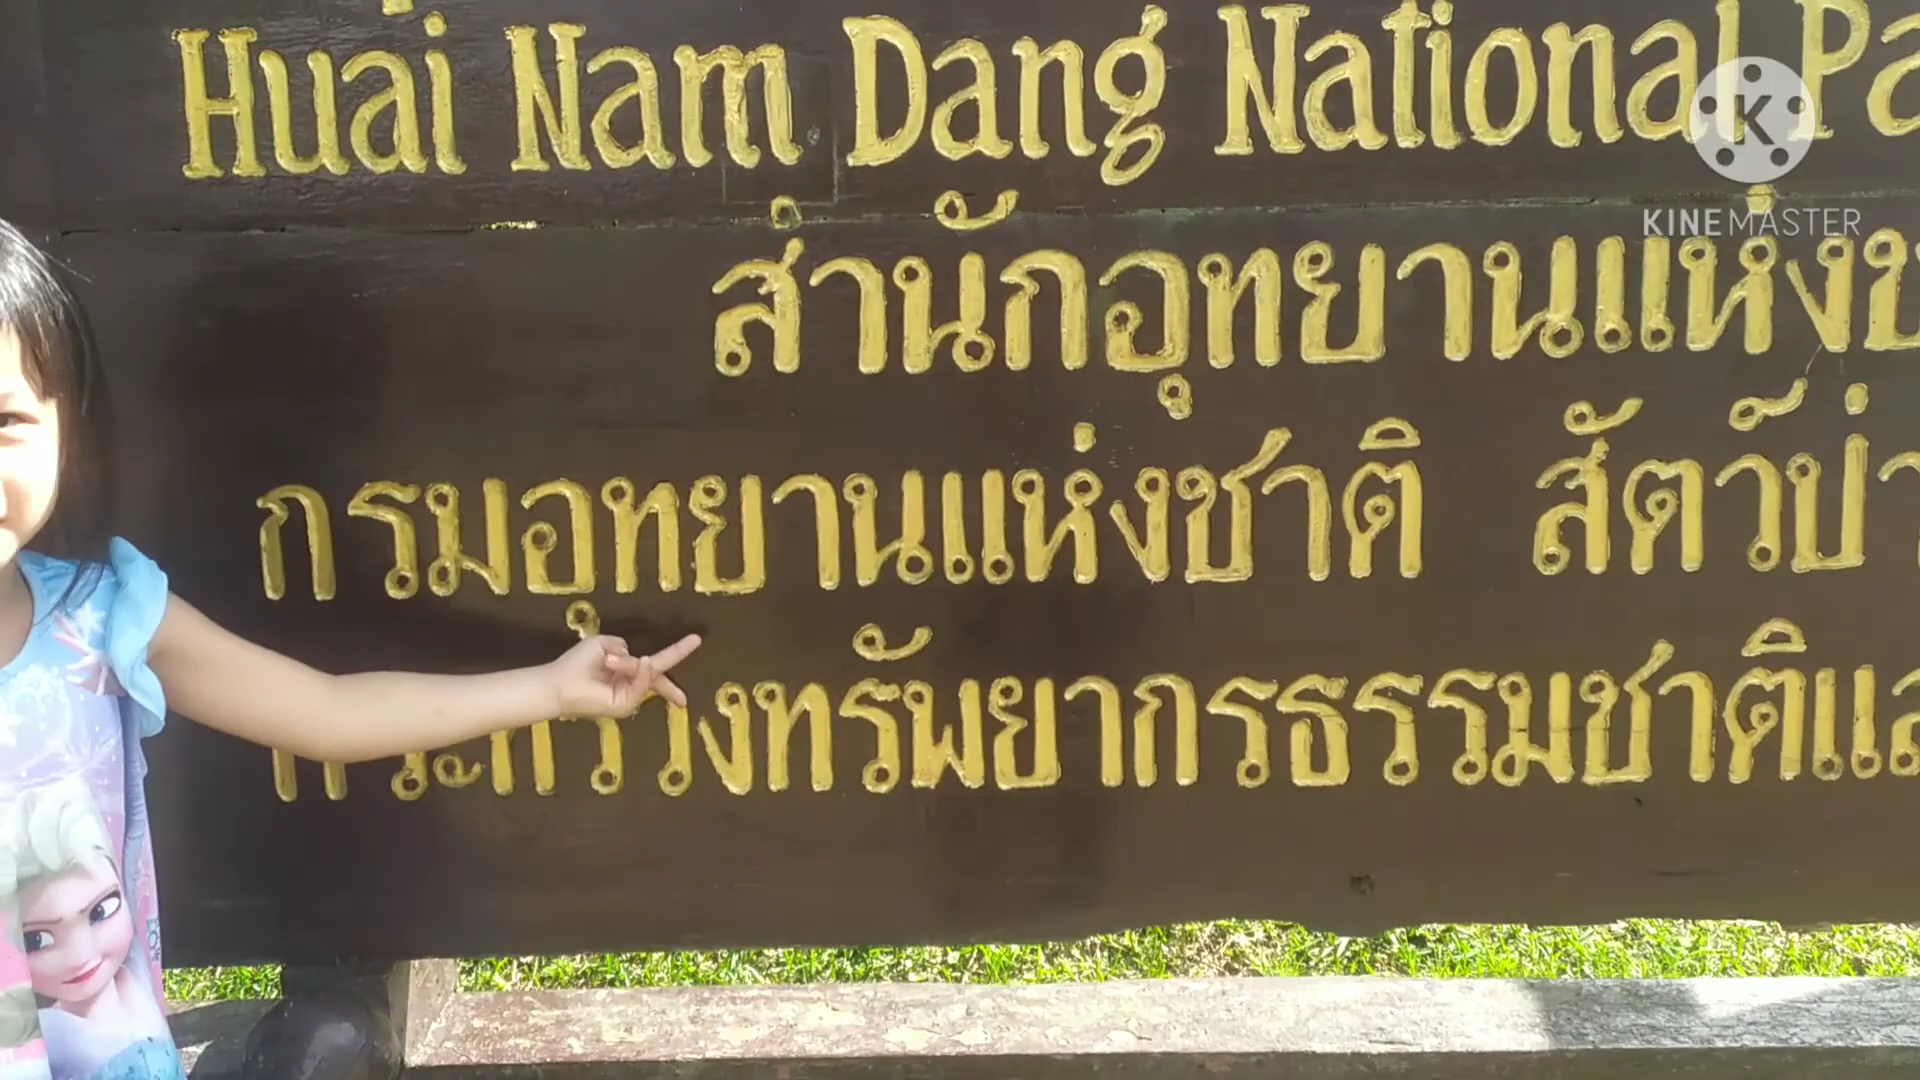 Huai Nam Dang National
KINEMASTER
สำนักอุทยานแห่ง
กรมอุทยานแห่งชาติ สัตว์ป่า
ทรัพยากรธรรมชาติ